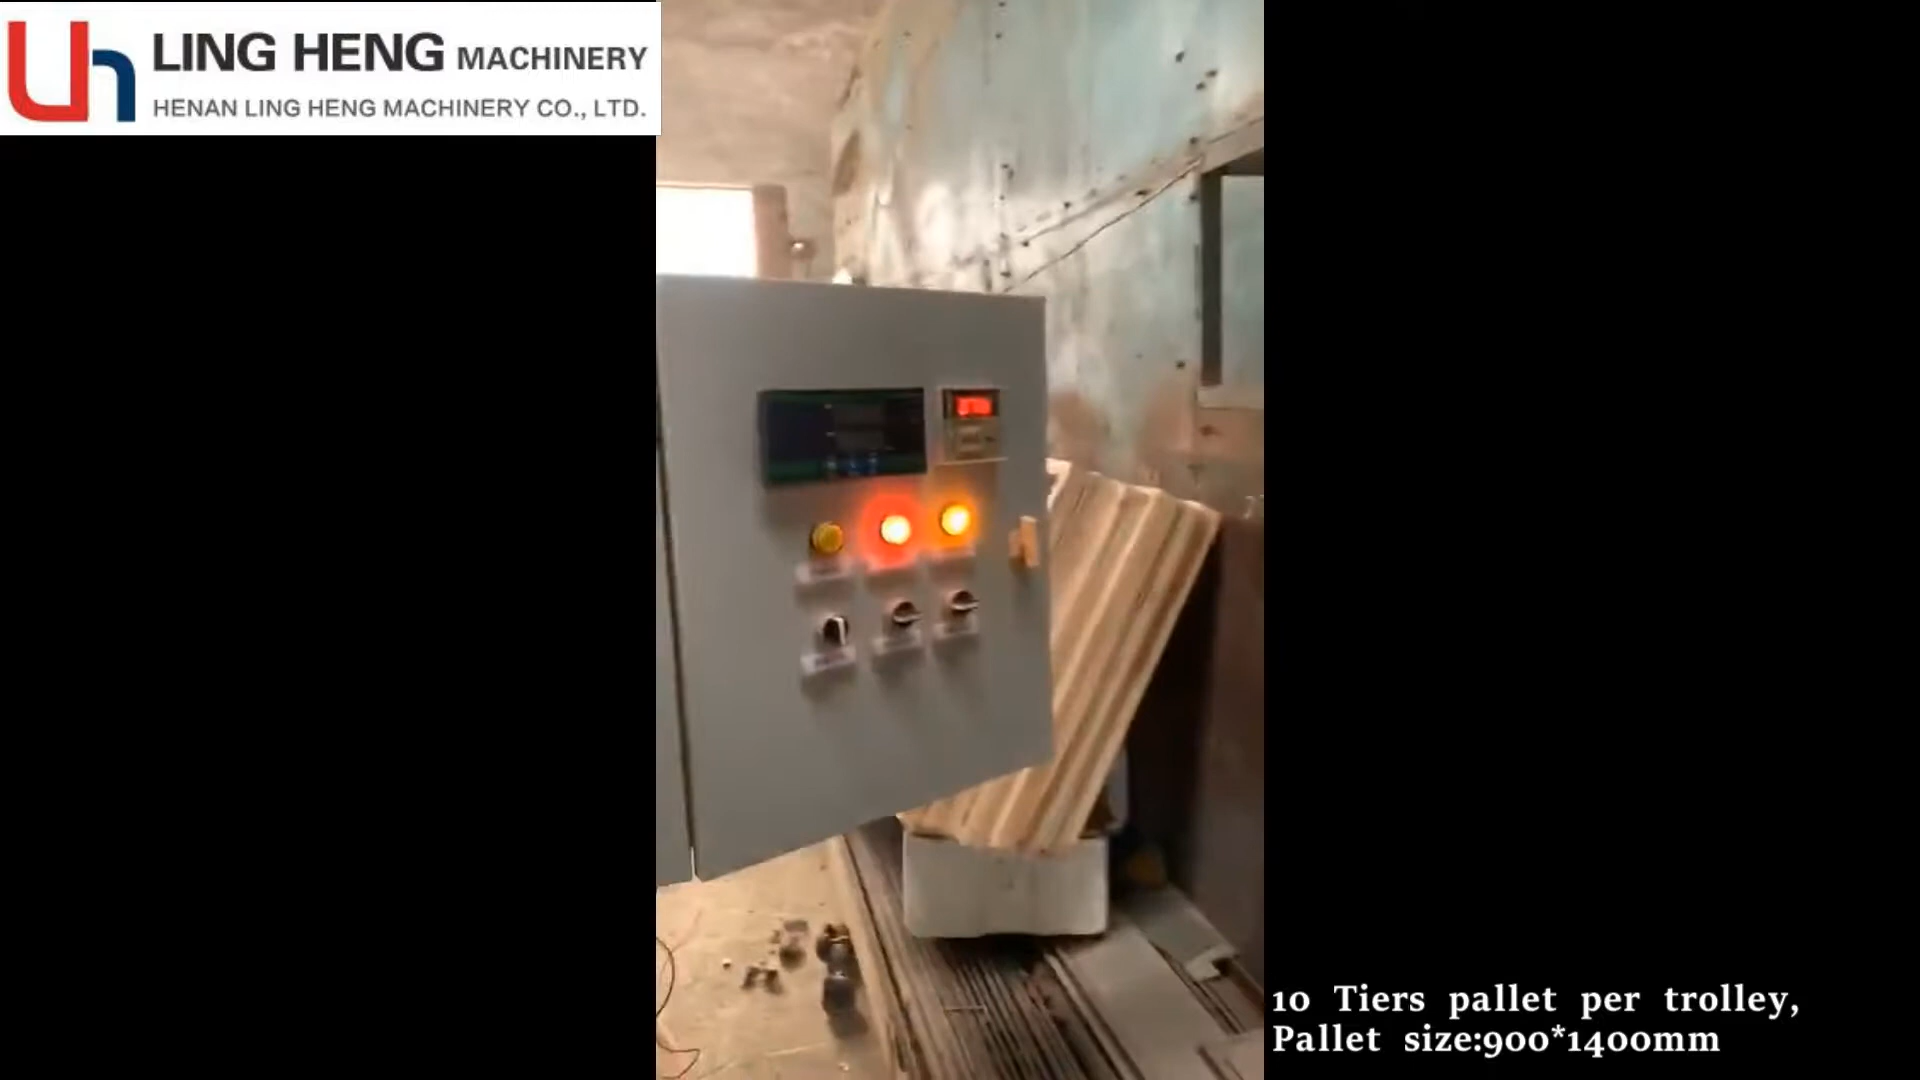 LING HENG MACHINERY
HENAN LING HENG MACHINERY CO., LTD.
10 Tiers pallet per trolley,
Pallet size:900*1400mm